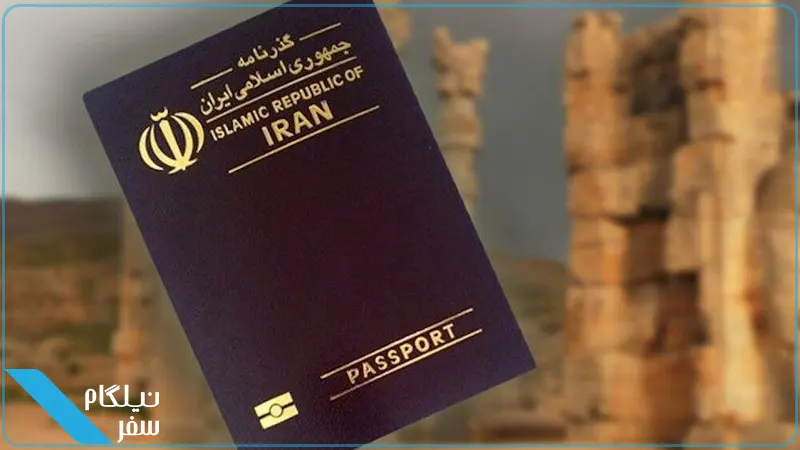 گذرنامه
جمهوری اسلامی ایران
ISLAMIC REPUBLIC OF
IRAN
PASSPORT
نیلگام
سفر